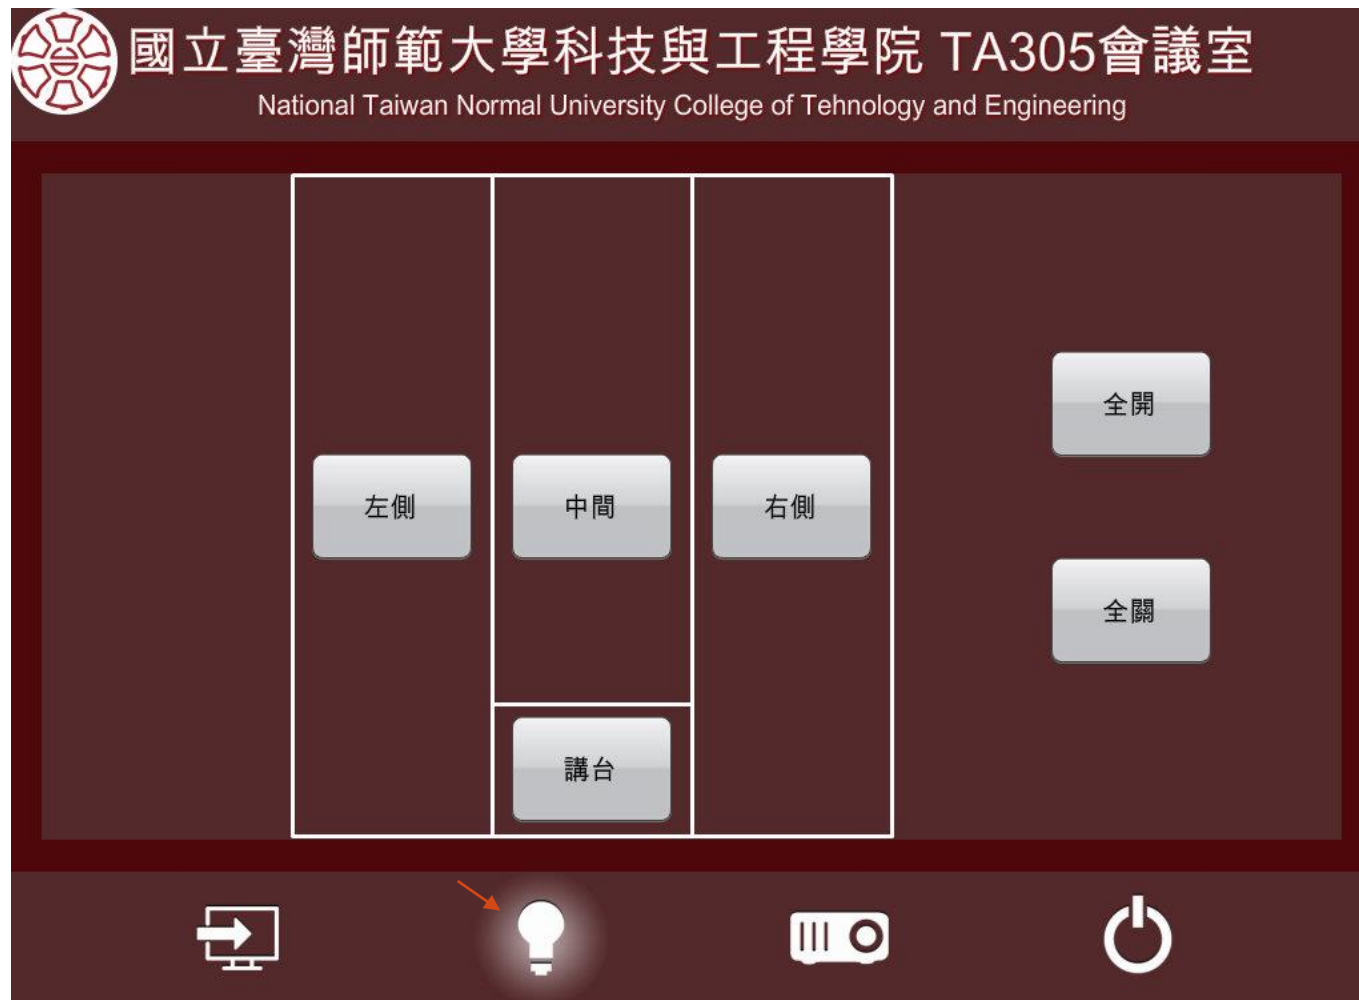 國立臺灣師範大學科技與工程學院 TA305會議室
National Taiwan Normal University College of Tehnology and Engineering
全開
左側
中間
右側
全關
講台